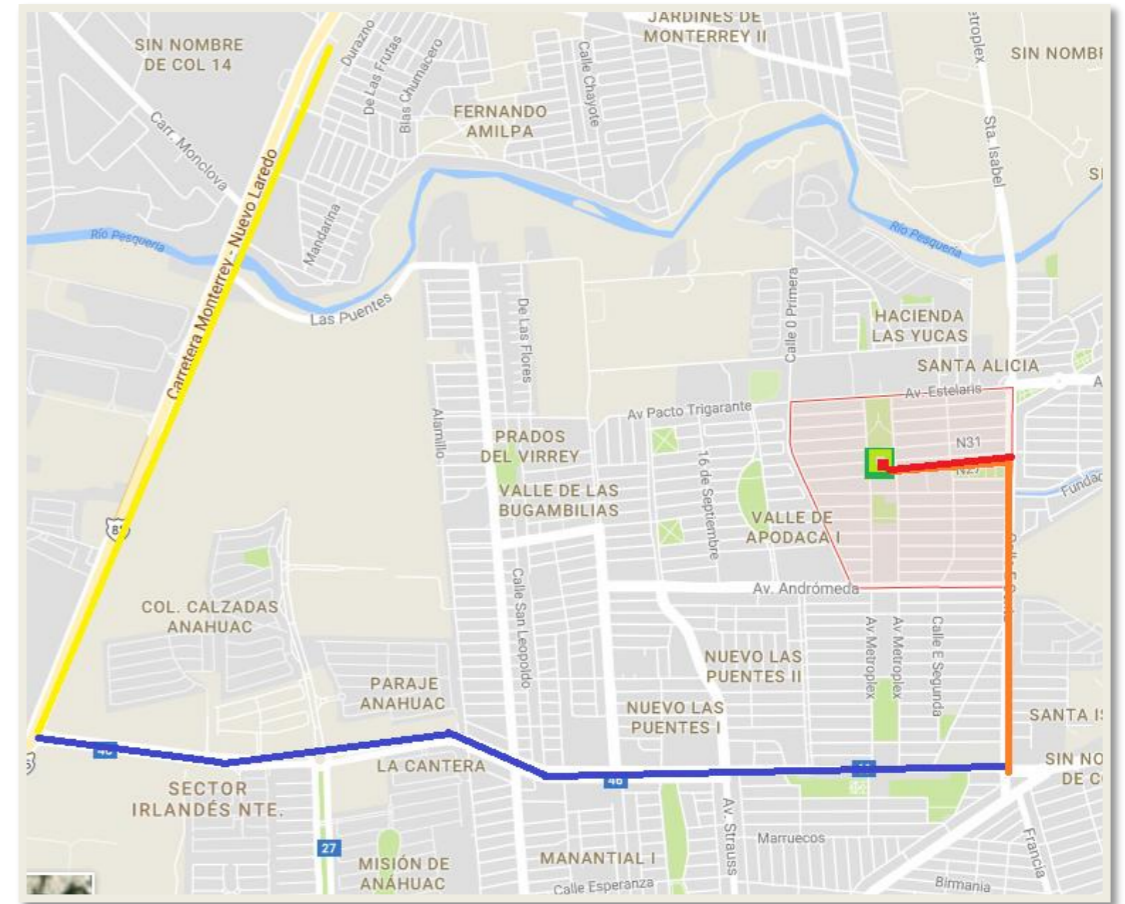 JARDINES DE
MONTERREY II
SIN NOMBRE
DE COL 14
Durazno
De Las Frutas
Blas Chumacero
Calle Chayote
etroplex
SIN NOMBR
FERNANDO
AMILPA
Carr. Monclova
Sta. Isabel
Carretera Monterrey - Nuevo Laredo
Mandarina
Río Pesquería
Río Pesquería
Las Puentes
De Las Flores
Calle 0 Primera
HACIENDA
LAS YUCAS
SANTA ALICIA
Av. Estelaris
Av Pacto Trigarante
Alamillo
PRADOS
DEL VIRREY
N31
N27
VALLE DE LAS
BUGAMBILIAS
16 de Septiembre
VALLE DE
APODACA I
Fundac
85
Av. Andrómeda
COL. CALZADAS
ANAHUAC
Calle San Leopoldo
Av Metroplex
Av Metroplex
Calle E Segunda
NUEVO LAS
PUENTES II
PARAJE
ANAHUAC
NUEVO LAS
PUENTES I
LA CANTERA
SIN NO
DE C
SECTOR
IRLANDÉS NTE.
27
Av. Strauss
Marruecos
Francia
MISIÓN DE
ANÁHUAC
MANANTIAL I
Calle Esperanza
Birmania